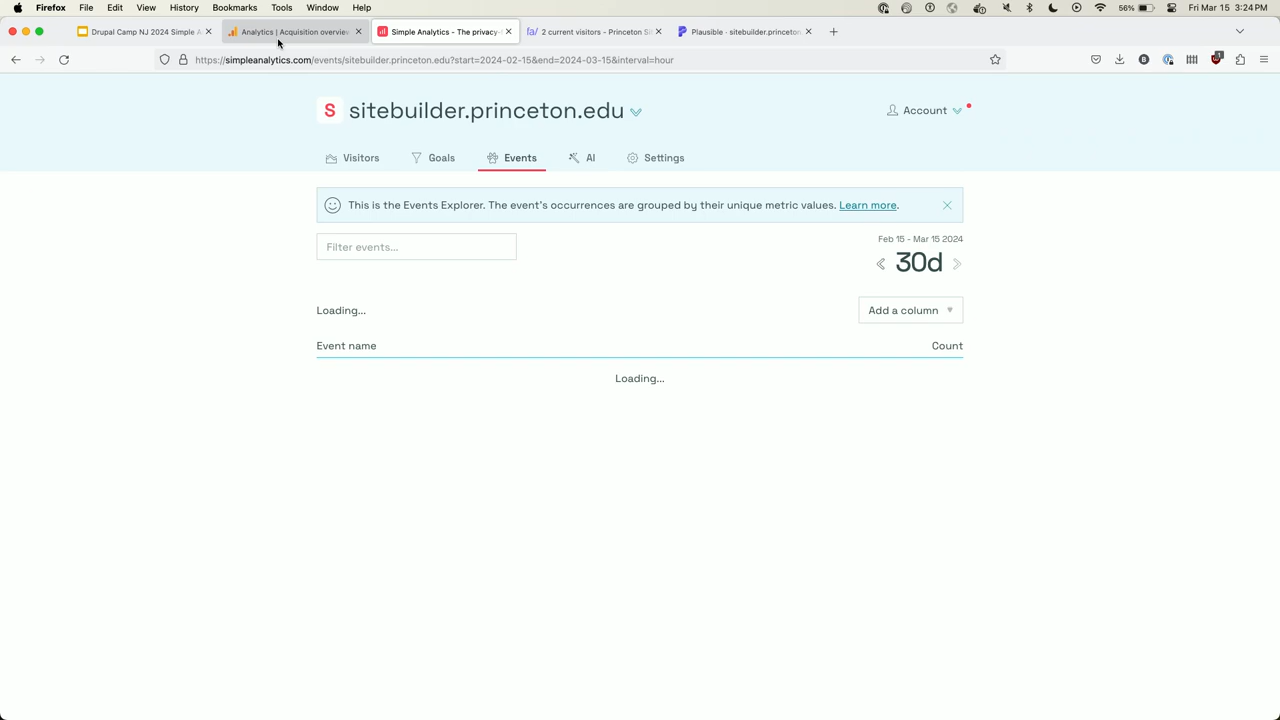 Firefox File Edit View History Bookmarks Tools Window Help 56% Fri Mar 15 3:24 PM
Drupal Camp NJ 2024 Simple A
Analytics | Acquisition overview
Simple Analytics - The privacy-
2 current visitors - Princeton Si
Plausible · sitebuilder.princeton.
https://simpleanalytics.com/events/sitebuilder.princeton.edu?start=2024-02-15&end=2024-03-15&interval=hour
S sitebuilder.princeton.edu
Account
Visitors Goals Events AI Settings
This is the Events Explorer. The event's occurrences are grouped by their unique metric values. Learn more.
Filter events...
Feb 15 - Mar 15 2024
30d
Loading...
Add a column
Event name Count
Loading...